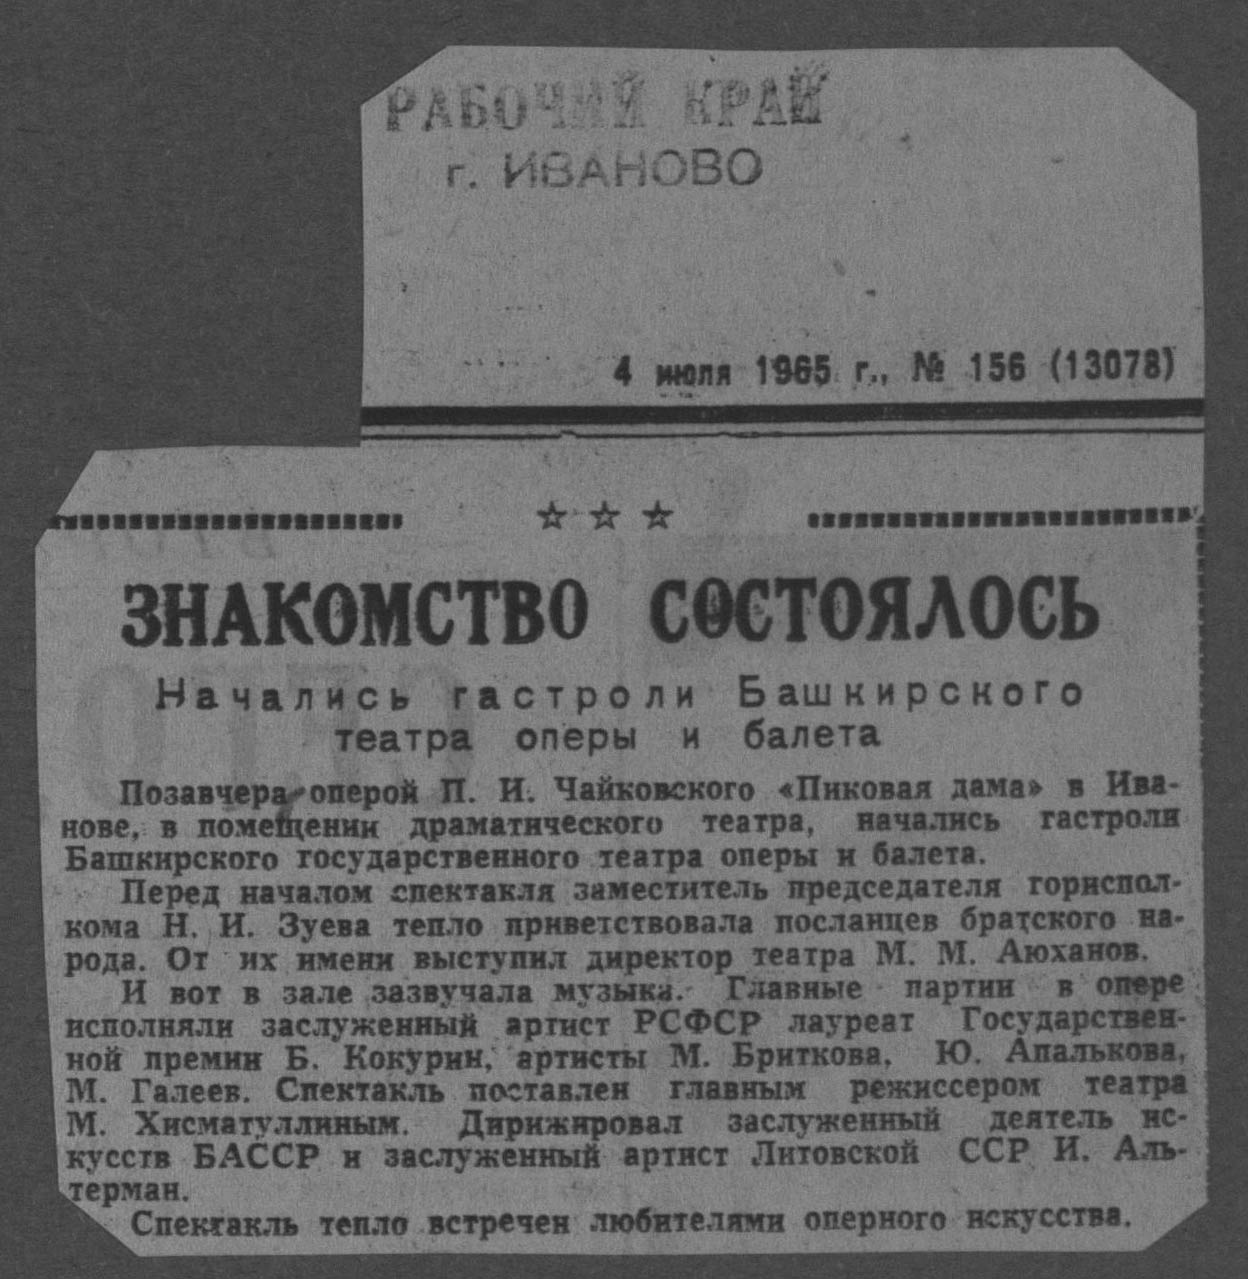 РАБОЧИЙ КРАЙ
г. ИВАНОВО
4 июля 1965 г., № 156 (13078)
☆ ☆ ☆
ЗНАКОМСТВО СОСТОЯЛОСЬ
Начались гастроли Башкирского
театра оперы и балета
Позавчера оперой П. И. Чайковского «Пиковая дама» в Ива-
нове, в помещении драматического театра, начались гастроли
Башкирского государственного театра оперы и балета.
Перед началом спектакля заместитель председателя горисполкома-
кома Н. И. Зуева тепло приветствовала посланцев братского на-
рода. От их имени выступил директор театра М. М. Аюханов.
И вот в зале зазвучала музыка. Главные партии в опере
исполняли заслуженный артист РСФСР лауреат Государствен-
ной премии Б. Кокурин, артисты М. Бриткова, Ю. Апалькова,
М. Галеев. Спектакль поставлен главным режиссером театра
М. Хисматуллиным. Дирижировал заслуженный деятель ис-
кусств БАССР и заслуженный артист Литовской ССР И. Аль-
терман.
Спектакль тепло встречен любителями оперного искусства.